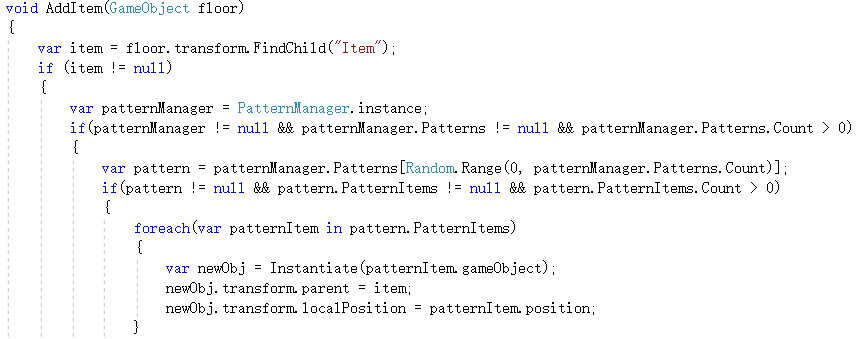 void AddItem(GameObject floor)
{
var item = floor.transform.FindChild("Item");
if (item != null)
{
var patternManager = PatternManager.instance;
if(patternManager != null && patternManager.Patterns != null && patternManager.Patterns.Count > 0)
{
var pattern = patternManager.Patterns[Random.Range(0, patternManager.Patterns.Count)];
if(pattern != null && pattern.PatternItems != null && pattern.PatternItems.Count > 0)
{
foreach(var patternItem in pattern.PatternItems)
{
var newObj = Instantiate(patternItem.gameObject);
newObj.transform.parent = item;
newObj.transform.localPosition = patternItem.position;
}